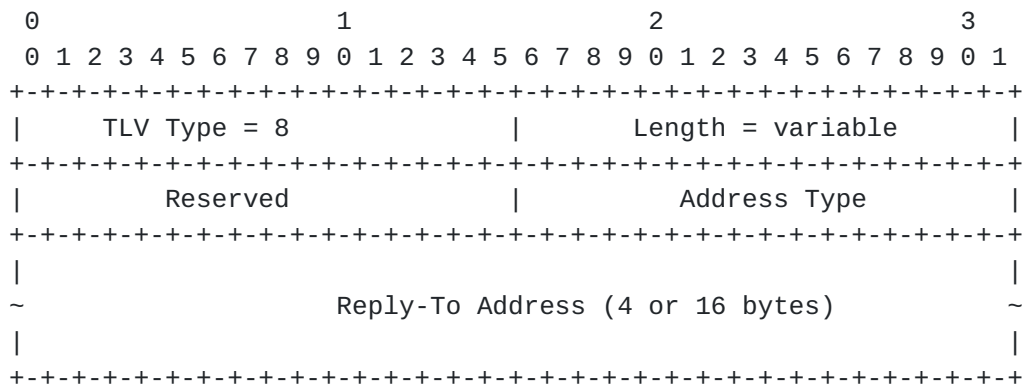 0                   1                   2                   3
 0 1 2 3 4 5 6 7 8 9 0 1 2 3 4 5 6 7 8 9 0 1 2 3 4 5 6 7 8 9 0 1
+-+-+-+-+-+-+-+-+-+-+-+-+-+-+-+-+-+-+-+-+-+-+-+-+-+-+-+-+-+-+-+-+
|     TLV Type = 8              |       Length = variable       |
+-+-+-+-+-+-+-+-+-+-+-+-+-+-+-+-+-+-+-+-+-+-+-+-+-+-+-+-+-+-+-+-+
|         Reserved              |          Address Type         |
+-+-+-+-+-+-+-+-+-+-+-+-+-+-+-+-+-+-+-+-+-+-+-+-+-+-+-+-+-+-+-+-+
|                                                               |
~                    Reply-To Address (4 or 16 bytes)           ~
|                                                               |
+-+-+-+-+-+-+-+-+-+-+-+-+-+-+-+-+-+-+-+-+-+-+-+-+-+-+-+-+-+-+-+-+